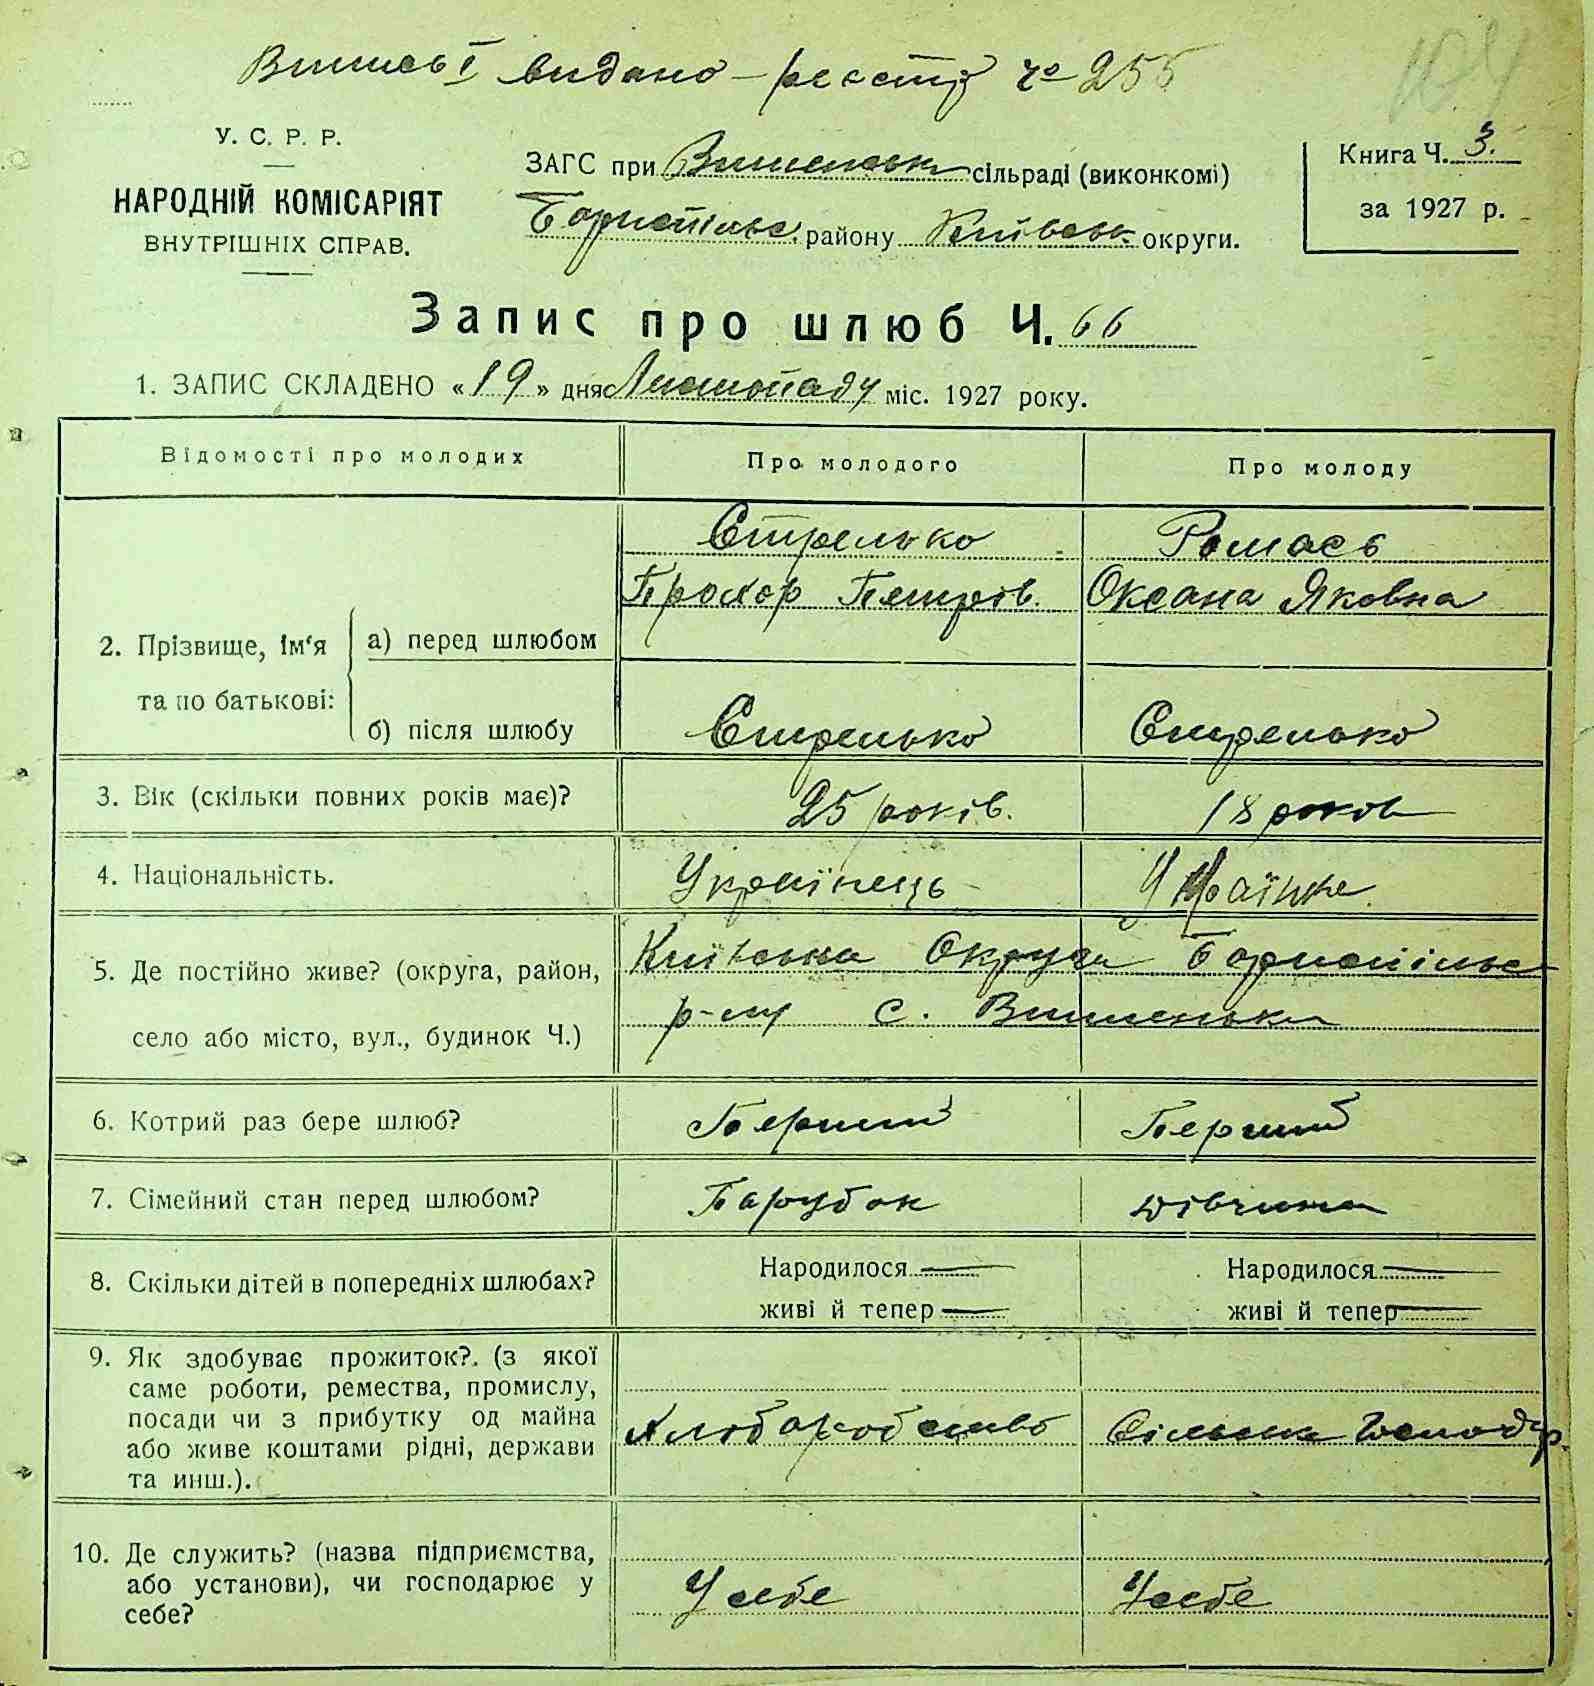 Випись І видано – реєстр ч° 255
104
У. С. Р. Р.
НАРОДНІЙ КОМІСАРІЯТ
ВНУТРІШНІХ СПРАВ.
ЗАГС при Вишеньськ сільраді (виконкомі)
Бориспільс. району Київськ. округи.
Книга Ч. 3.
за 1927 р.
Запис про шлюб Ч. 66
1. ЗАПИС СКЛАДЕНО «19» дня Листопаду міс. 1927 року.
Відомості про молодих
Про молодого
Про молоду
2. Прізвище, ім'я та по батькові:
а) перед шлюбом
Стрелько
Прохор Петров.
Ромась
Оксана Яковна
б) після шлюбу
Стрелько
Стрелько
3. Вік (скільки повних років має)?
25 років.
18 років
4. Національність.
Українець
Українка.
5. Де постійно живе? (округа, район,
село або місто, вул., будинок Ч.)
Київська Округа Бориспільс
р-ну с. Вишеньки
6. Котрий раз бере шлюб?
Перший
Перший
7. Сімейний стан перед шлюбом?
Парубок
дівчина
8. Скільки дітей в попередніх шлюбах?
Народилося —
живі й тепер —
Народилося —
живі й тепер —
9. Як здобуває прожиток?. (з якої
саме роботи, ремества, промислу,
посади чи з прибутку од майна
або живе коштами рідні, держави
та инш.).
Хлібаробство
Сільське Господар.
10. Де служить? (назва підприємства,
або установи), чи господарює у
себе?
У себе
У себе